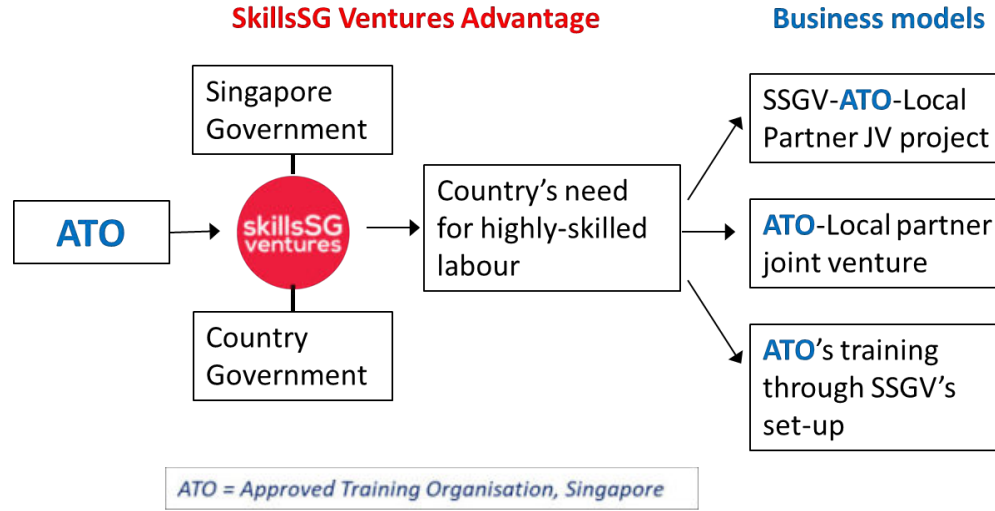 SkillsSG Ventures Advantage
Business models
Singapore
Government
SSGV-ATO-Local
Partner JV project
ATO
skillsSG
ventures
Country's need
for highly-skilled
labour
ATO-Local partner
joint venture
Country
Government
ATO's training
through SSGV's
set-up
ATO = Approved Training Organisation, Singapore